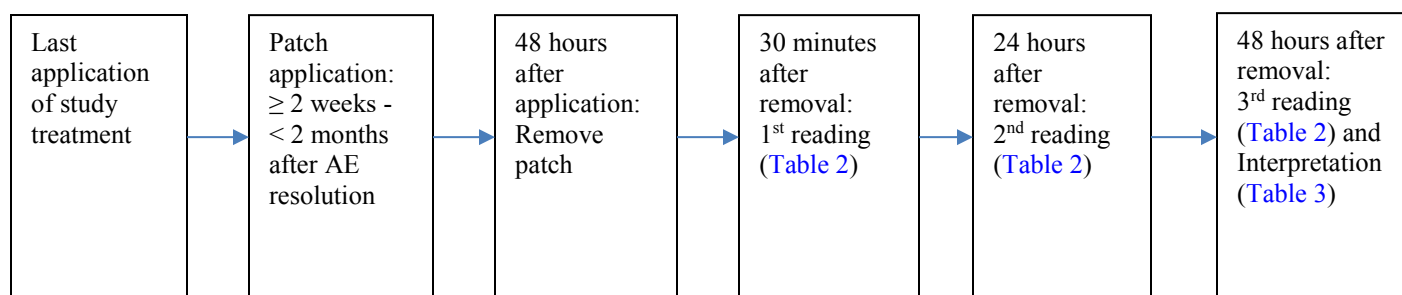 Last
application
of study
treatment
Patch
application:
≥ 2 weeks -
< 2 months
after AE
resolution
48 hours
after
application:
Remove
patch
30 minutes
after
removal:
1st reading
(Table 2)
24 hours
after
removal:
2nd reading
(Table 2)
48 hours after
removal:
3rd reading
(Table 2) and
Interpretation
(Table 3)